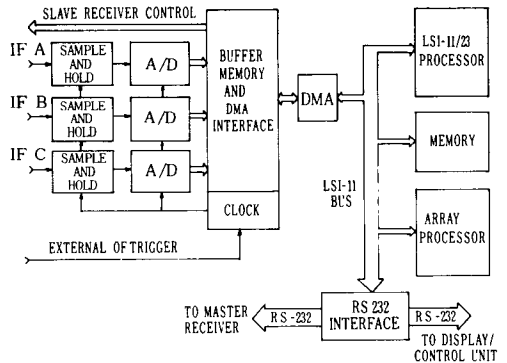 SLAVE RECEIVER CONTROL
IF A
SAMPLE
AND
HOLD
A/D
IF B
SAMPLE
AND
HOLD
A/D
IF C
SAMPLE
AND
HOLD
A/D
BUFFER
MEMORY
AND
DMA
INTERFACE
CLOCK
EXTERNAL OF TRIGGER
DMA
LSI-11
BUS
LSI-11/23
PROCESSOR
MEMORY
ARRAY
PROCESSOR
TO MASTER
RECEIVER
RS-232
RS 232
INTERFACE
RS-232
TO DISPLAY/
CONTROL UNIT